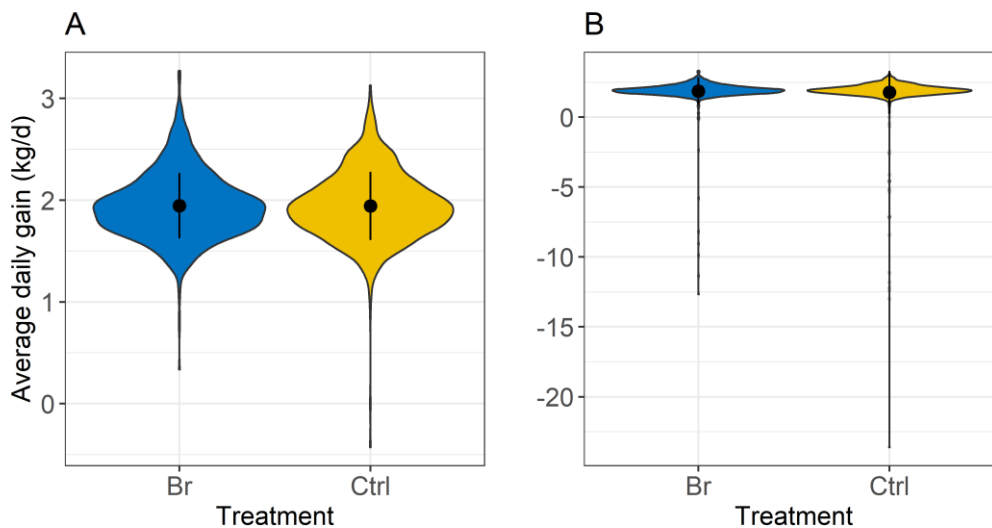 A
B
Average daily gain (kg/d)
3
2
1
0
0
-5
-10
-15
-20
Br
Ctrl
Br
Ctrl
Treatment
Treatment